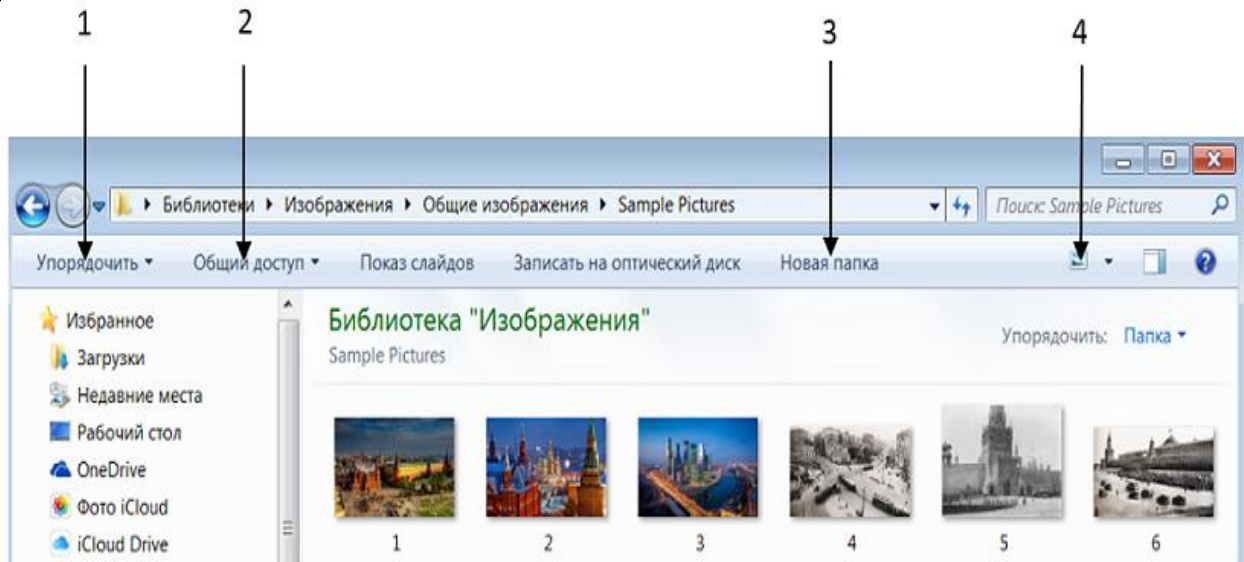 1 2 3 4
Библиотеки Изображения Общие изображения Sample Pictures Поиск: Sample Pictures
Упорядочить Общий доступ Показ слайдов Записать на оптический диск Новая папка
Избранное
Загрузки
Недавние места
Рабочий стол
OneDrive
Фото iCloud
iCloud Drive
Библиотека "Изображения"
Sample Pictures
Упорядочить: Папка
1 2 3 4 5 6